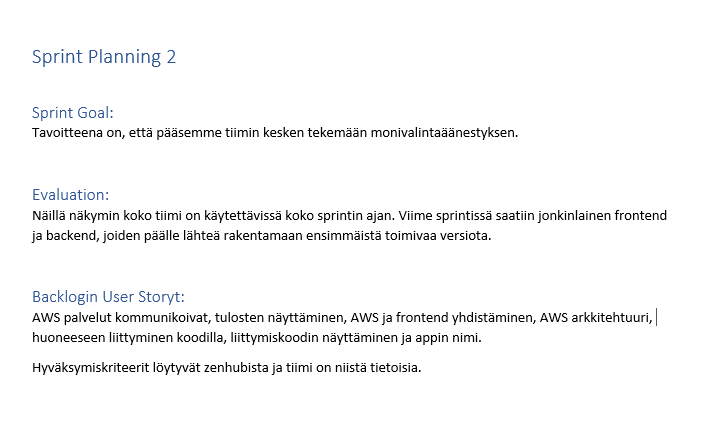 Sprint Planning 2
Sprint Goal:
Tavoitteena on, että pääsemme tiimin kesken tekemään monivalintaäänestyksen.
Evaluation:
Näillä näkymin koko tiimi on käytettävissä koko sprintin ajan. Viime sprintissä saatiin jonkinlainen frontend
ja backend, joiden päälle lähteä rakentamaan ensimmäistä toimivaa versiota.
Backlogin User Storyt:
AWS palvelut kommunikoivat, tulosten näyttäminen, AWS ja frontend yhdistäminen, AWS arkkitehtuuri,
huoneeseen liittyminen koodilla, liittymiskoodin näyttäminen ja appin nimi.
Hyväksymiskriteerit löytyvät zenhubista ja tiimi on niistä tietoisia.